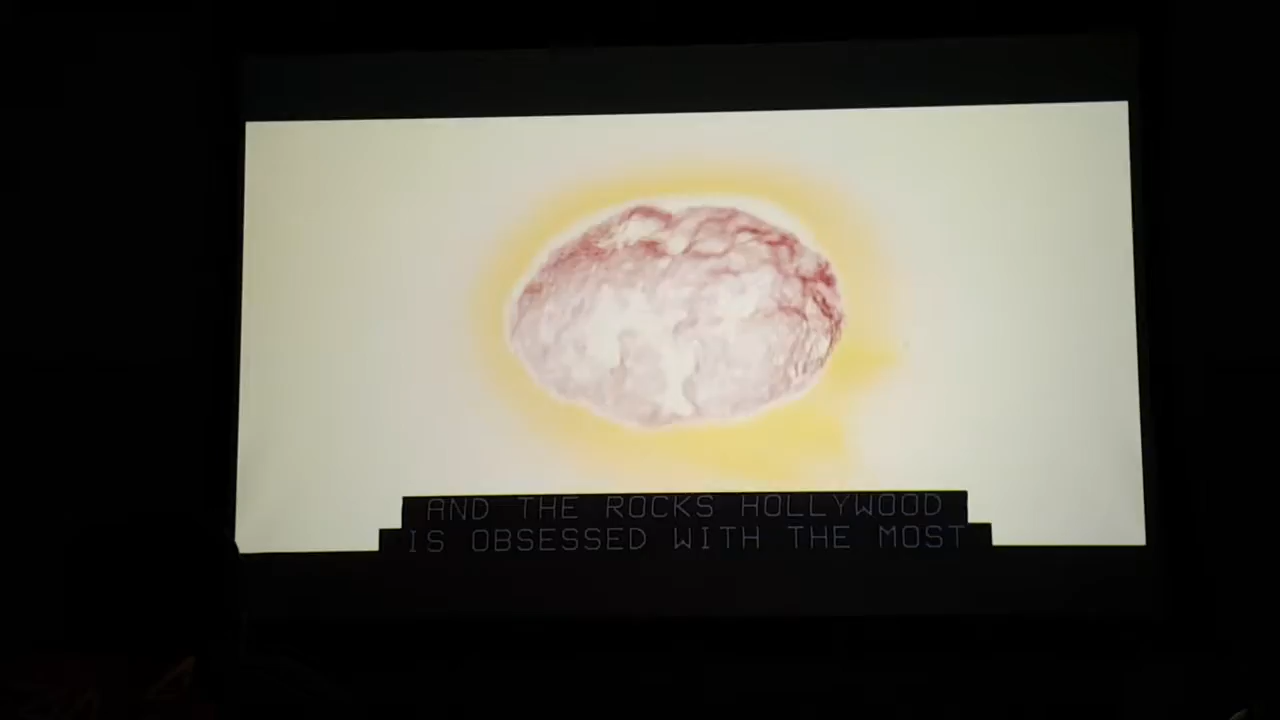 AND THE ROCKS HOLLYWOOD
IS OBSESSED WITH THE MOST